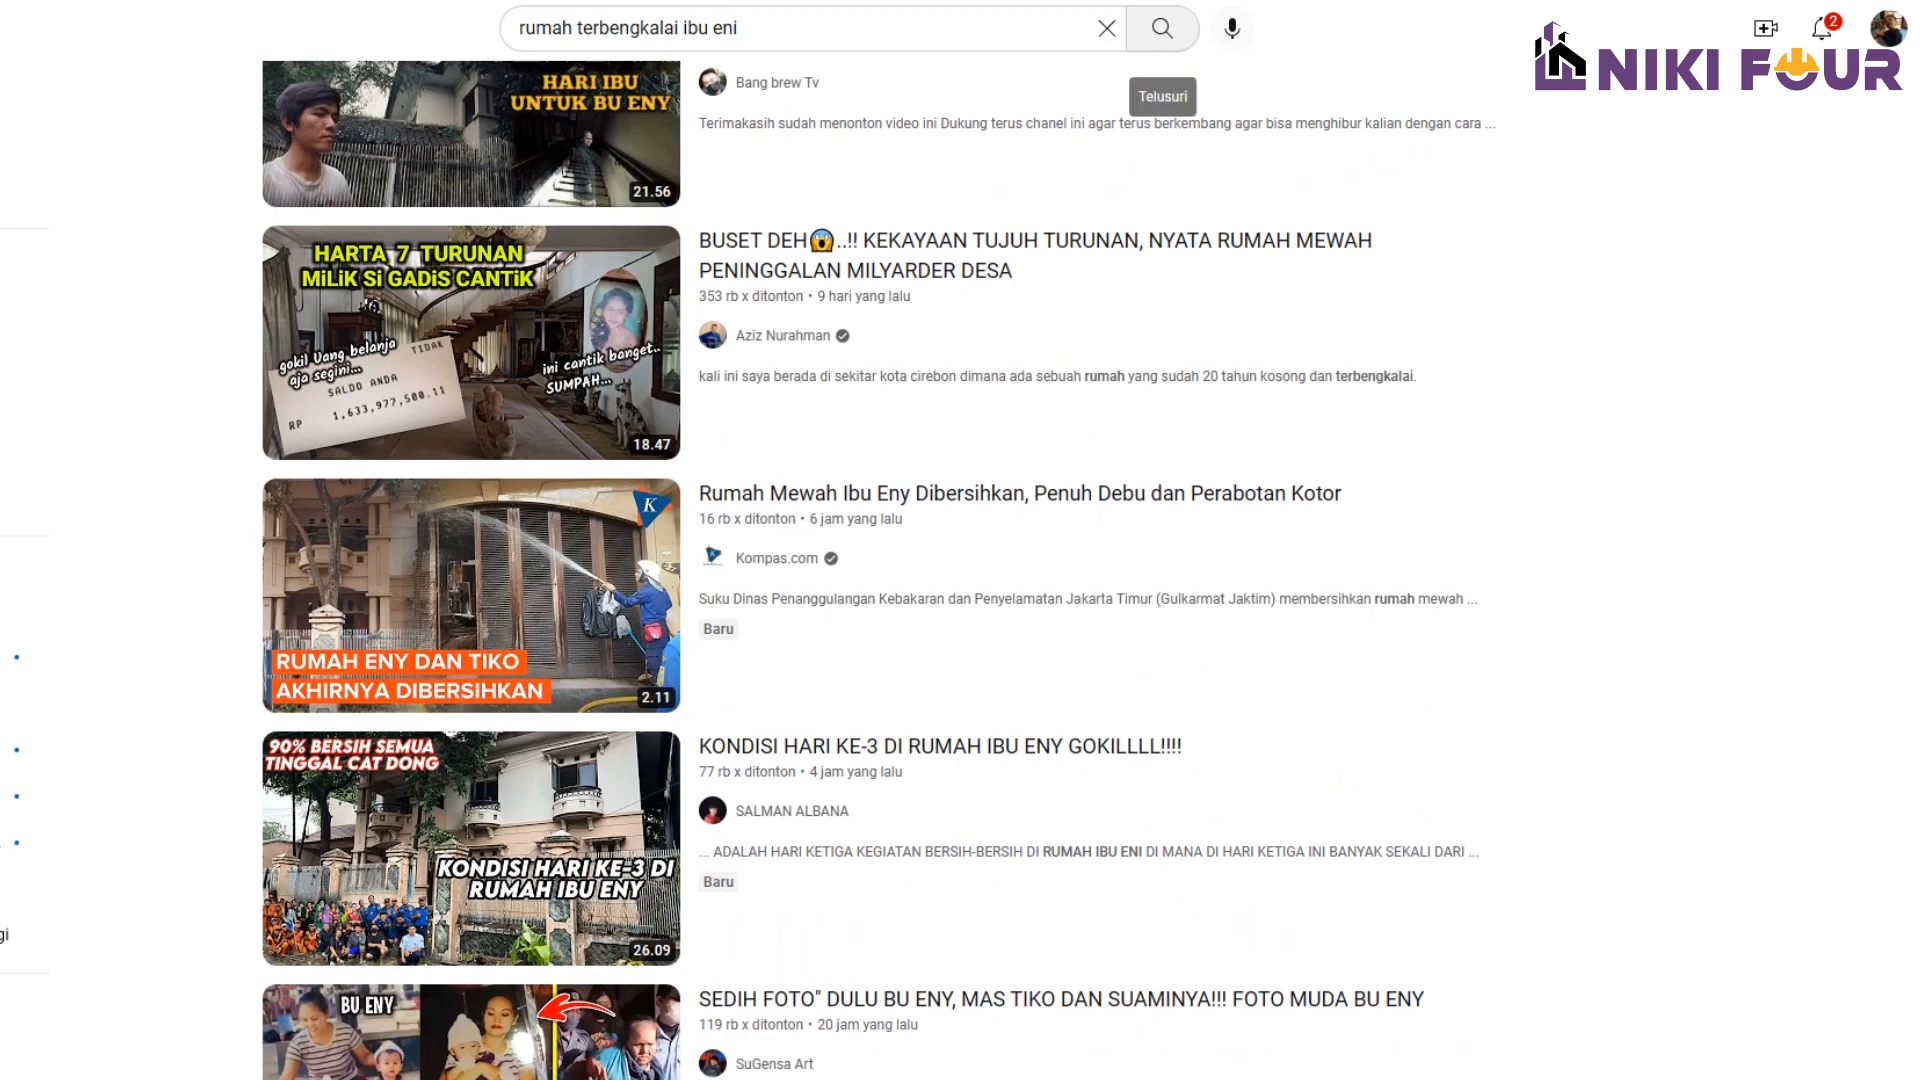 rumah terbengkalai ibu eni
2
NIKI FOUR
HARI IBU
UNTUK BU ENY
21.56
Bang brew Tv
Telusuri
Terimakasih sudah menonton video ini Dukung terus chanel ini agar terus berkembang agar bisa menghibur kalian dengan cara ...
HARTA 7 TURUNAN
MiLiK Si GADiS CANTiK
gokil Uang belanja
aja segini...
TIDAK
SALDO ANDA
RP 1,633,977,500.11
ini cantik banget..
SUMPAH...
18.47
BUSET DEH😱..!! KEKAYAAN TUJUH TURUNAN, NYATA RUMAH MEWAH
PENINGGALAN MILYARDER DESA
353 rb x ditonton • 9 hari yang lalu
Aziz Nurahman
kali ini saya berada di sekitar kota cirebon dimana ada sebuah rumah yang sudah 20 tahun kosong dan terbengkalai.
K
RUMAH ENY DAN TIKO
AKHIRNYA DIBERSIHKAN
2.11
Rumah Mewah Ibu Eny Dibersihkan, Penuh Debu dan Perabotan Kotor
16 rb x ditonton • 6 jam yang lalu
Kompas.com
Suku Dinas Penanggulangan Kebakaran dan Penyelamatan Jakarta Timur (Gulkarmat Jaktim) membersihkan rumah mewah ...
Baru
90% BERSIH SEMUA
TINGGAL CAT DONG
KONDISI HARI KE-3 DI
RUMAH IBU ENY
26.09
KONDISI HARI KE-3 DI RUMAH IBU ENY GOKILLLL!!!!
77 rb x ditonton • 4 jam yang lalu
SALMAN ALBANA
... ADALAH HARI KETIGA KEGIATAN BERSIH-BERSIH DI RUMAH IBU ENI DI MANA DI HARI KETIGA INI BANYAK SEKALI DARI ...
Baru
gi
BU ENY
SEDIH FOTO" DULU BU ENY, MAS TIKO DAN SUAMINYA!!! FOTO MUDA BU ENY
119 rb x ditonton • 20 jam yang lalu
SuGensa Art